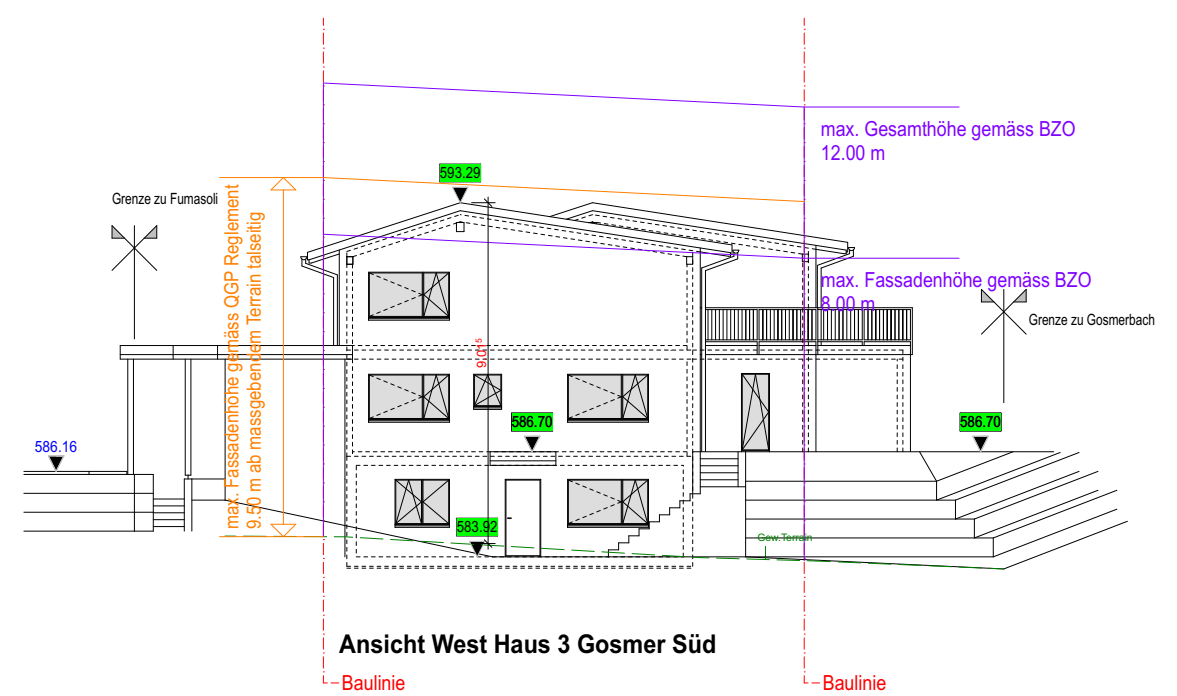 max. Gesamthöhe gemäss BZO
12.00 m
593.29
Grenze zu Fumasoli
max. Fassadenhöhe gemäss QGP Reglement
9.50 m ab massgebendem Terrain talseitig
max. Fassadenhöhe gemäss BZO
8.00 m
Grenze zu Gosmerbach
9.01⁵
586.70
586.70
586.16
583.92
Gew.Terrain
Ansicht West Haus 3 Gosmer Süd
Baulinie
Baulinie